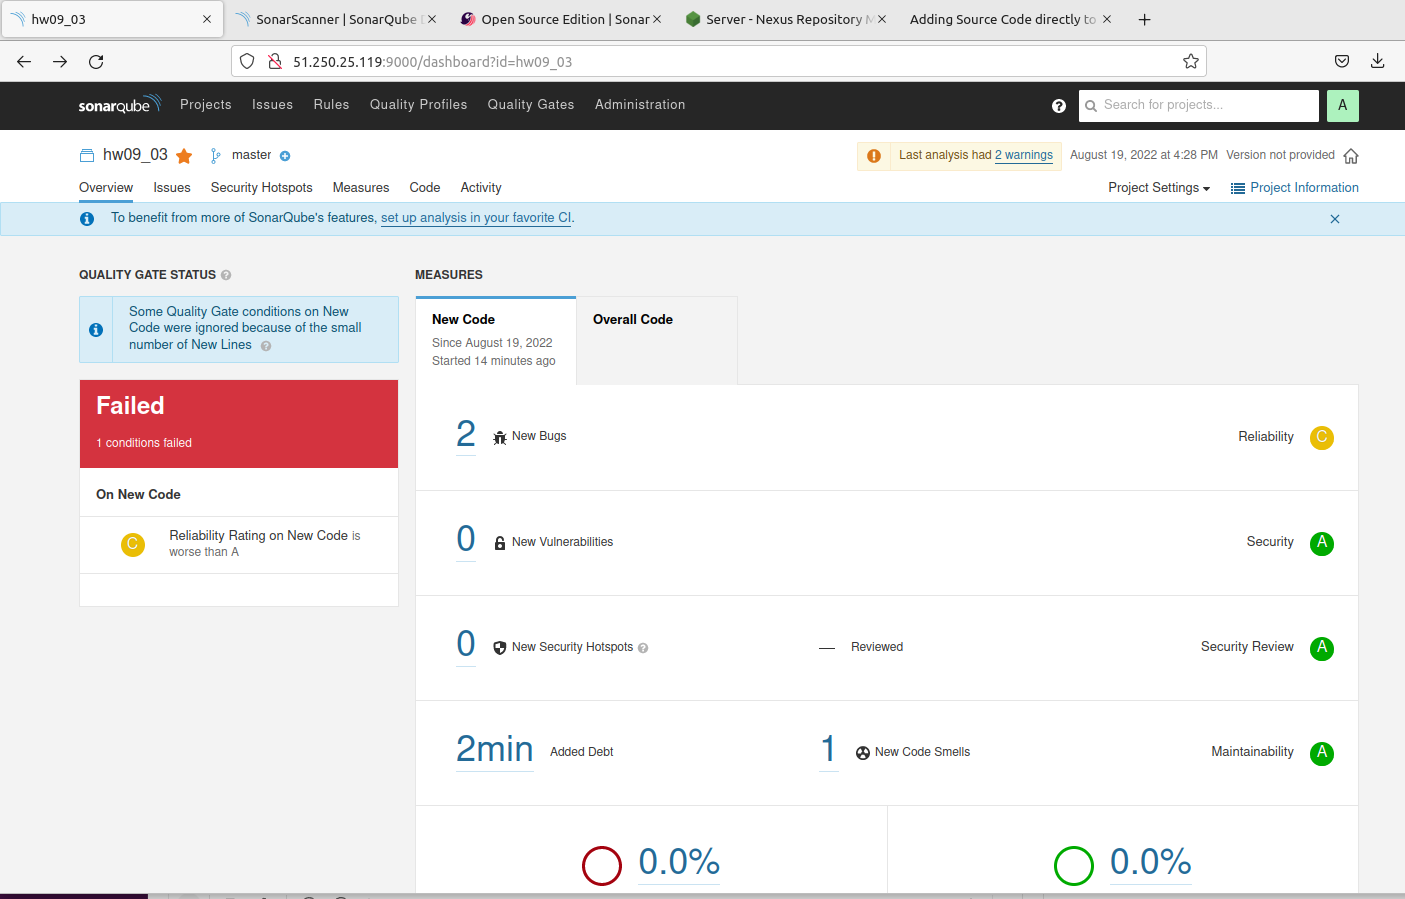 hw09_03
SonarScanner | SonarQube
Open Source Edition | Sonar
Server - Nexus Repository
Adding Source Code directly to
51.250.25.119:9000/dashboard?id=hw09_03
sonarqube Projects Issues Rules Quality Profiles Quality Gates Administration
Search for projects...
A
hw09_03 master
Last analysis had 2 warnings August 19, 2022 at 4:28 PM Version not provided
Overview Issues Security Hotspots Measures Code Activity
Project Settings Project Information
To benefit from more of SonarQube's features, set up analysis in your favorite CI.
QUALITY GATE STATUS
Some Quality Gate conditions on New
Code were ignored because of the small
number of New Lines
Failed
1 conditions failed
On New Code
C
Reliability Rating on New Code is
worse than A
MEASURES
New Code
Since August 19, 2022
Started 14 minutes ago
Overall Code
2 New Bugs Reliability C
0 New Vulnerabilities Security A
0 New Security Hotspots — Reviewed Security Review A
2min Added Debt 1 New Code Smells Maintainability A
0.0% 0.0%